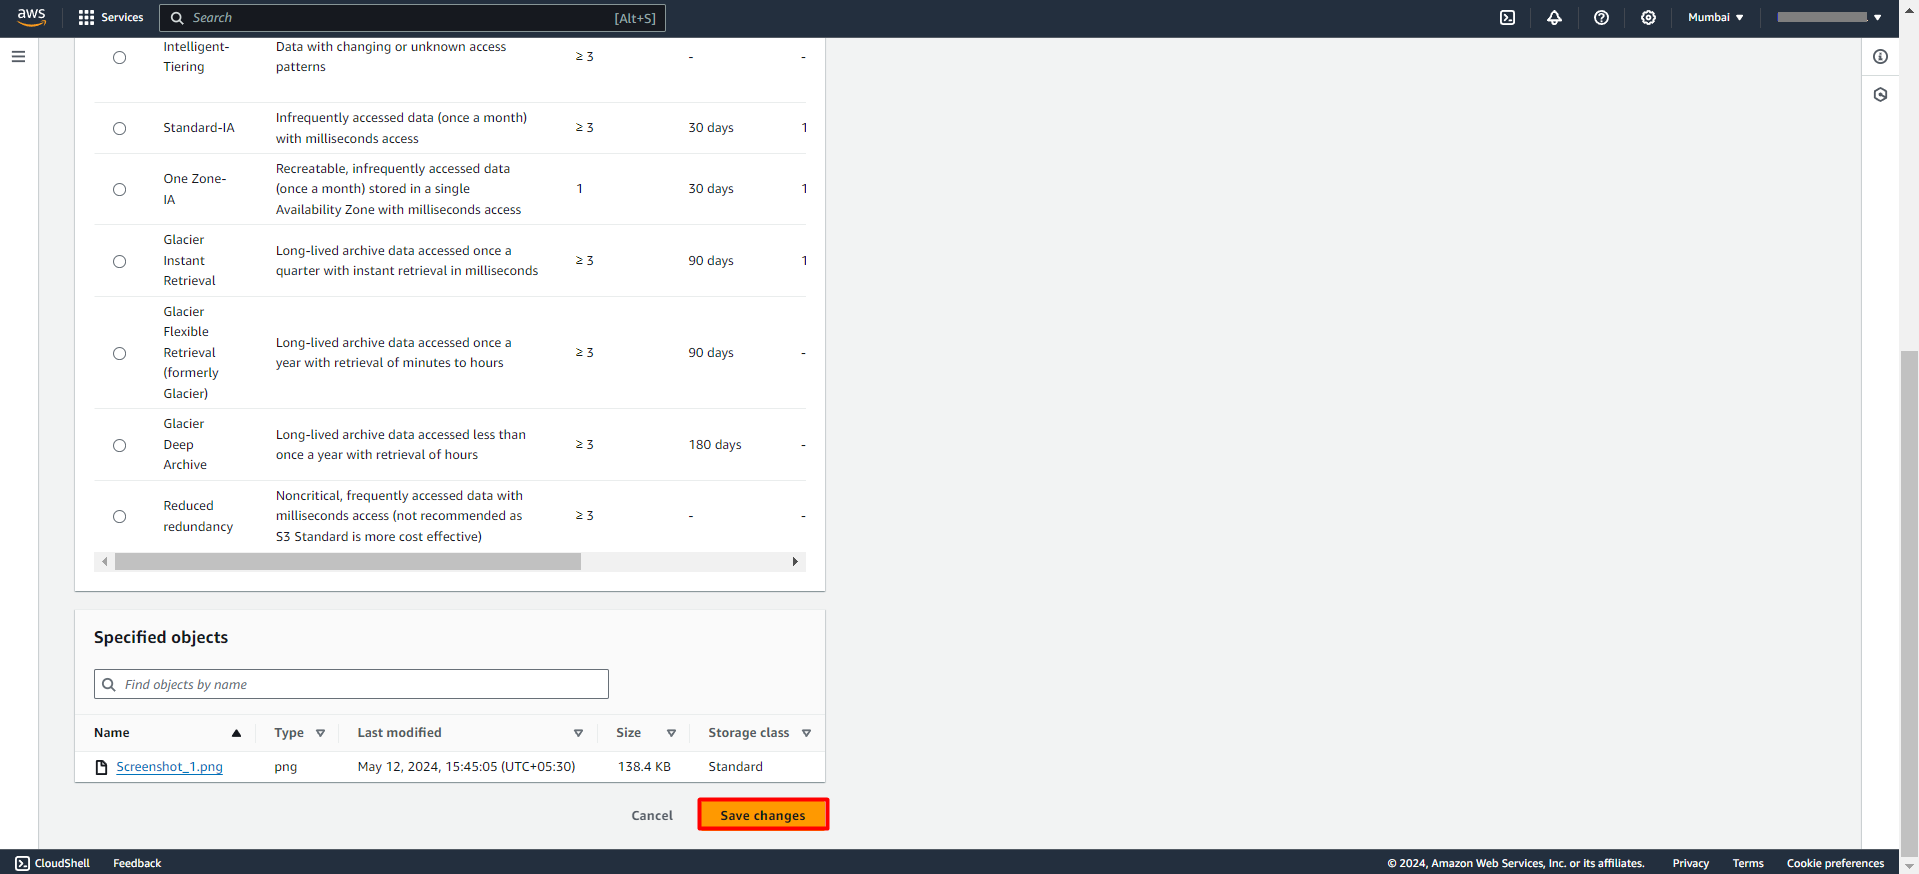 aws
Services
Search
[Alt+S]
Mumbai
Intelligent-
Tiering
Data with changing or unknown access
patterns
≥ 3
-
-
Standard-IA
Infrequently accessed data (once a month)
with milliseconds access
≥ 3
30 days
1
One Zone-
IA
Recreatable, infrequently accessed data
(once a month) stored in a single
Availability Zone with milliseconds access
1
30 days
1
Glacier
Instant
Retrieval
Long-lived archive data accessed once a
quarter with instant retrieval in milliseconds
≥ 3
90 days
1
Glacier
Flexible
Retrieval
(formerly
Glacier)
Long-lived archive data accessed once a
year with retrieval of minutes to hours
≥ 3
90 days
-
Glacier
Deep
Archive
Long-lived archive data accessed less than
once a year with retrieval of hours
≥ 3
180 days
-
Reduced
redundancy
Noncritical, frequently accessed data with
milliseconds access (not recommended as
S3 Standard is more cost effective)
≥ 3
-
-
Specified objects
Find objects by name
Name
Type
Last modified
Size
Storage class
Screenshot_1.png
png
May 12, 2024, 15:45:05 (UTC+05:30)
138.4 KB
Standard
Cancel
Save changes
CloudShell
Feedback
© 2024, Amazon Web Services, Inc. or its affiliates.
Privacy
Terms
Cookie preferences